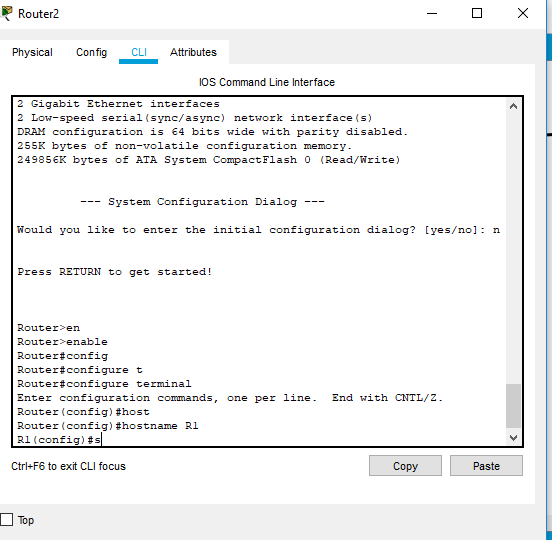 Router2
Physical Config CLI Attributes
IOS Command Line Interface
2 Gigabit Ethernet interfaces
2 Low-speed serial(sync/async) network interface(s)
DRAM configuration is 64 bits wide with parity disabled.
255K bytes of non-volatile configuration memory.
249856K bytes of ATA System CompactFlash 0 (Read/Write)
--- System Configuration Dialog ---
Would you like to enter the initial configuration dialog? [yes/no]: n
Press RETURN to get started!
Router>en
Router>enable
Router#config
Router#configure t
Router#configure terminal
Enter configuration commands, one per line.  End with CNTL/Z.
Router(config)#host
Router(config)#hostname R1
R1(config)#s
Ctrl+F6 to exit CLI focus
Copy Paste
Top